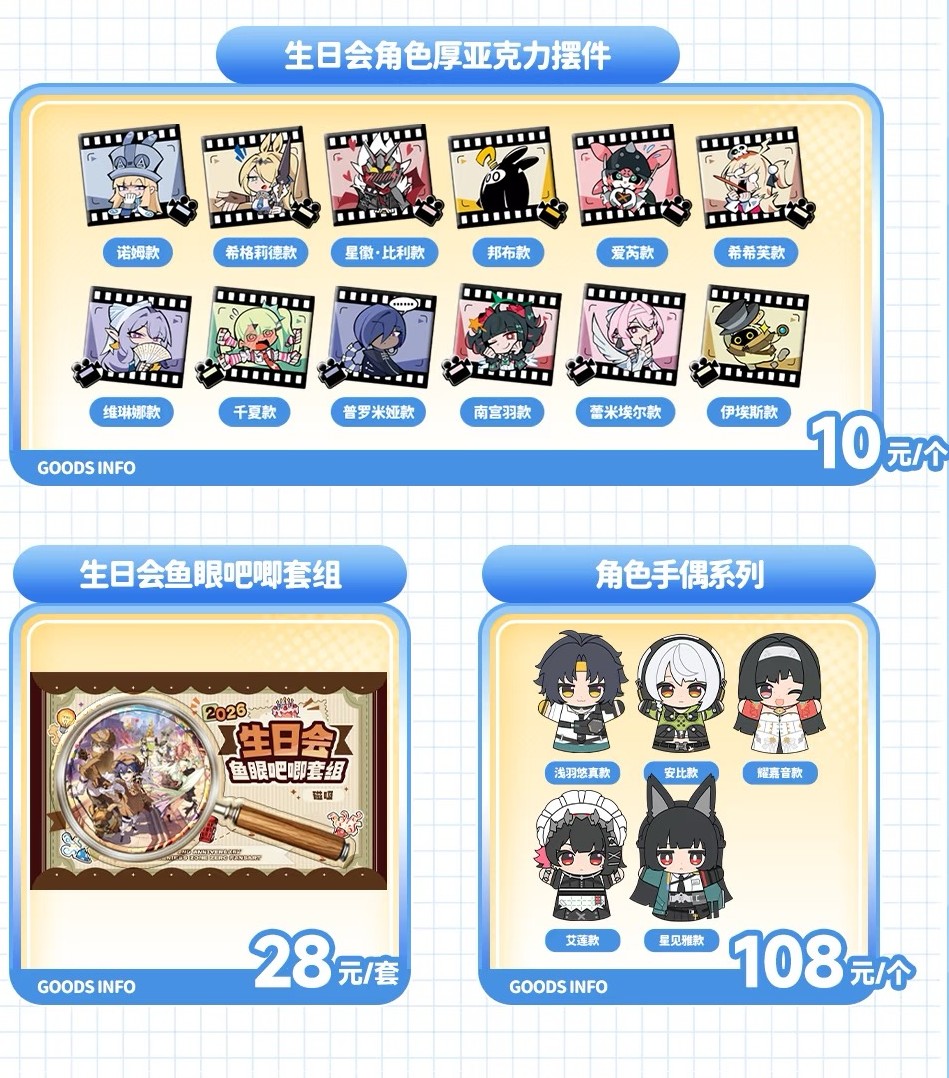 生日会角色厚亚克力摆件
诺姆款
希格莉德款
星徽·比利款
邦布款
爱芮款
希希芙款
维琳娜款
千夏款
普罗米娅款
南宫羽款
蕾米埃尔款
伊埃斯款
GOODS INFO
10元/个
生日会鱼眼吧唧套组
2026
生日会
鱼眼吧唧套组
GOODS INFO
28元/套
角色手偶系列
浅羽悠真款
安比款
耀嘉音款
艾莲款
星见雅款
GOODS INFO
108元/个